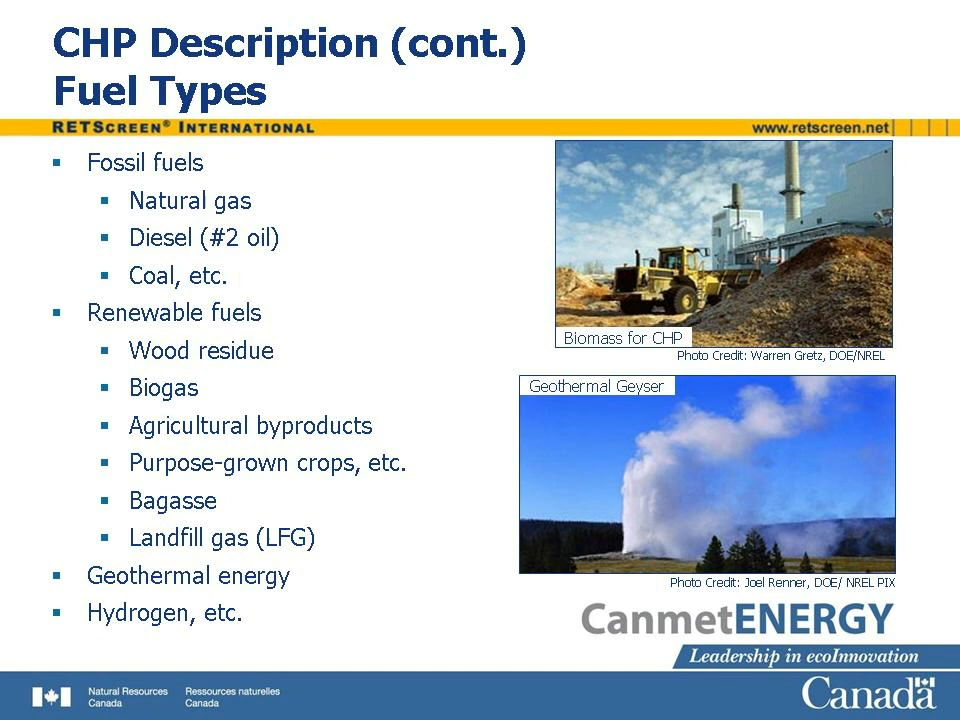 CHP Description (cont.)
Fuel Types
RETSCREEN® INTERNATIONAL
www.retscreen.net
▪ Fossil fuels
▪ Natural gas
▪ Diesel (#2 oil)
▪ Coal, etc.
▪ Renewable fuels
▪ Wood residue
▪ Biogas
▪ Agricultural byproducts
▪ Purpose-grown crops, etc.
▪ Bagasse
▪ Landfill gas (LFG)
▪ Geothermal energy
▪ Hydrogen, etc.
Biomass for CHP
Photo Credit: Warren Gretz, DOE/NREL
Geothermal Geyser
Photo Credit: Joel Renner, DOE/ NREL PIX
CanmetENERGY
Leadership in ecoInnovation
Natural Resources
Canada
Ressources naturelles
Canada
Canada